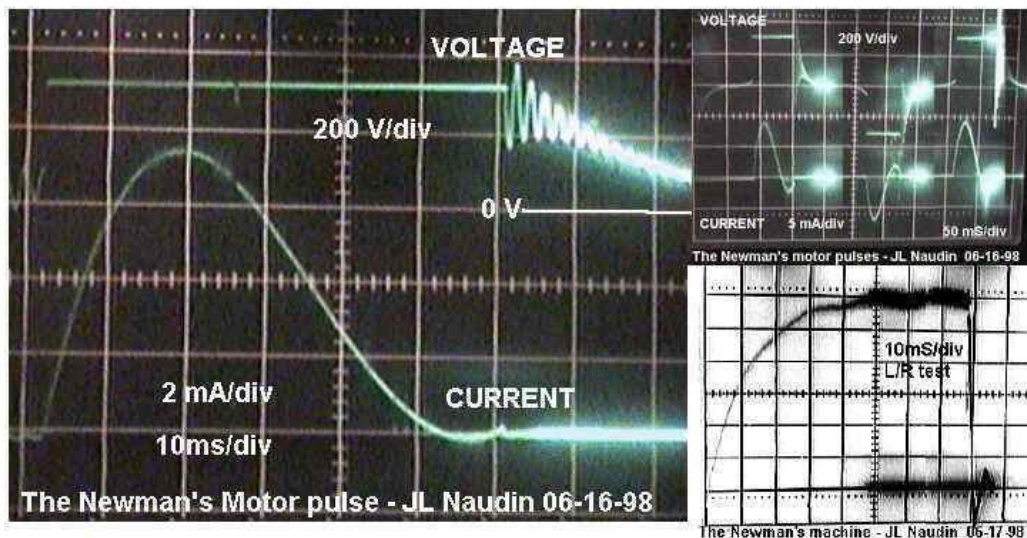 VOLTAGE
200 V/div
0 V
2 mA/div
CURRENT
10ms/div
The Newman's Motor pulse - JL Naudin 06-16-98
VOLTAGE
200 V/div
CURRENT
5 mA/div
50 mS/div
The Newman's motor pulses - JL Naudin 06-16-98
10mS/div
L/R test
The Newman's machine - JL Naudin 06-17-98